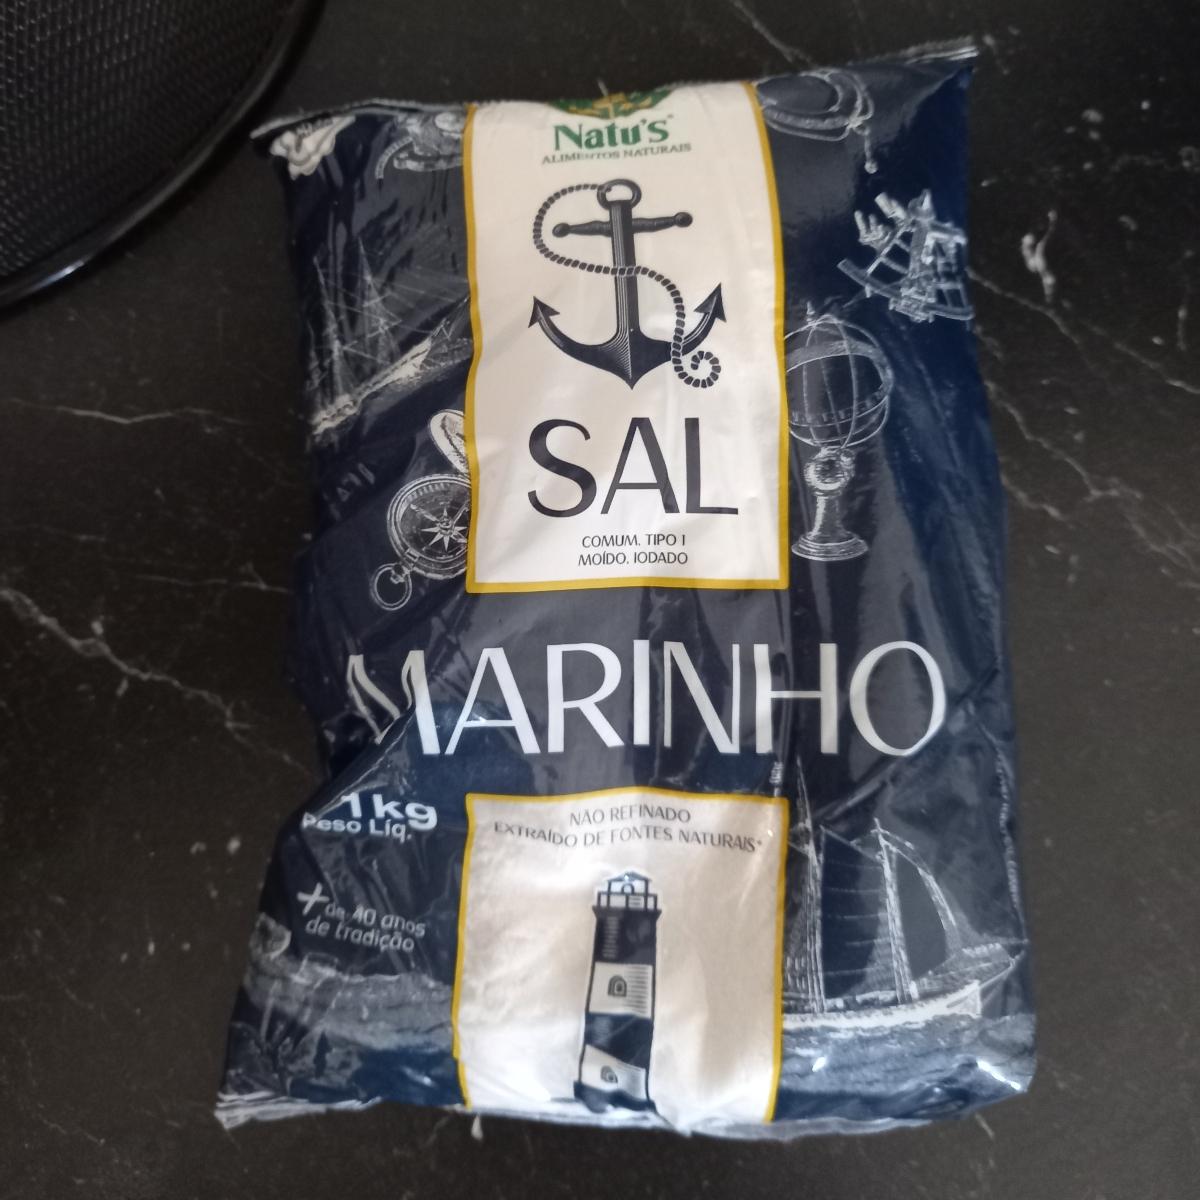 Natu's
ALIMENTOS NATURAIS
SAL
COMUM. TIPO I
MOÍDO. IODADO
MARINHO
1kg
Peso Líq.
NÃO REFINADO
EXTRAÍDO DE FONTES NATURAIS*
+ de 40 anos
de tradição